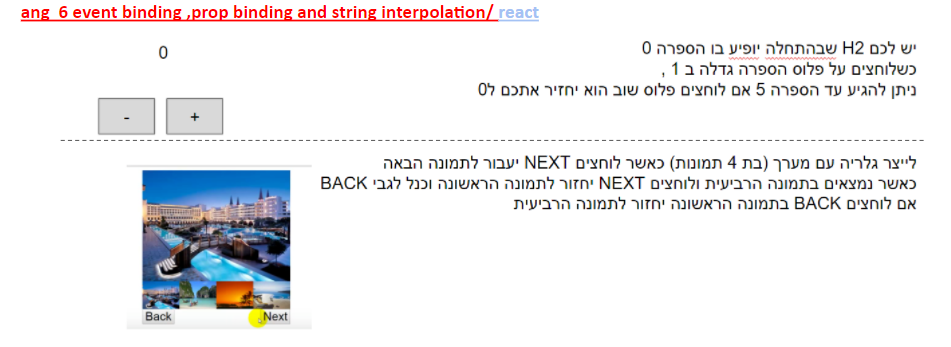 ang 6 event binding ,prop binding and string interpolation/ react
יש לכם H2 שבהתחלה יופיע בו הספרה 0
כשלוחצים על פלוס הספרה גדלה ב 1 ,
ניתן להגיע עד הספרה 5 אם לוחצים פלוס שוב הוא יחזיר אתכם ל0
0
- +
לייצר גלריה עם מערך (בת 4 תמונות) כאשר לוחצים NEXT יעבור לתמונה הבאה
כאשר נמצאים בתמונה הרביעית ולוחצים NEXT יחזור לתמונה הראשונה וכנל לגבי BACK
אם לוחצים BACK בתמונה הראשונה יחזור לתמונה הרביעית
Back Next